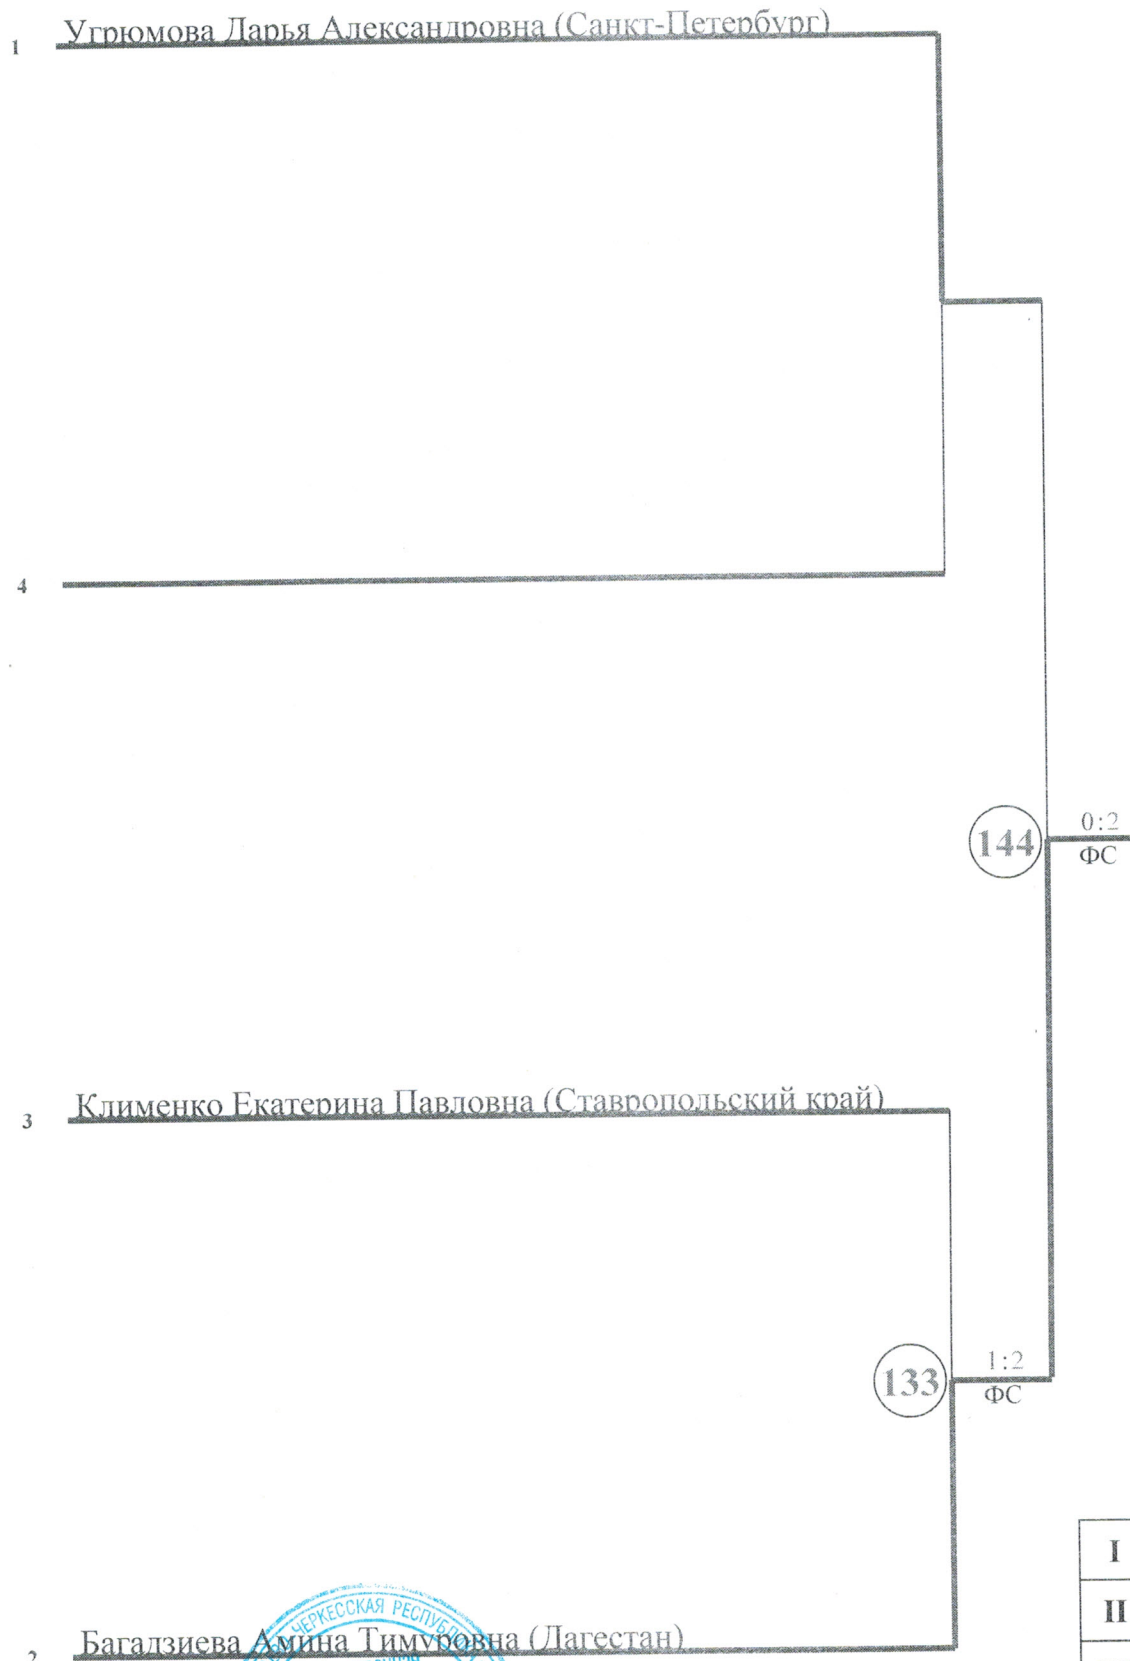 1 Угрюмова Дарья Александровна (Санкт-Петербург)
4
144 0:2
ФС
3 Клименко Екатерина Павловна (Ставропольский край)
133 1:2
ФС
I
II
ЧЕРКЕССКАЯ РЕСПУБЛИКА
2 Багадзиева Амина Тимуровна (Дагестан)